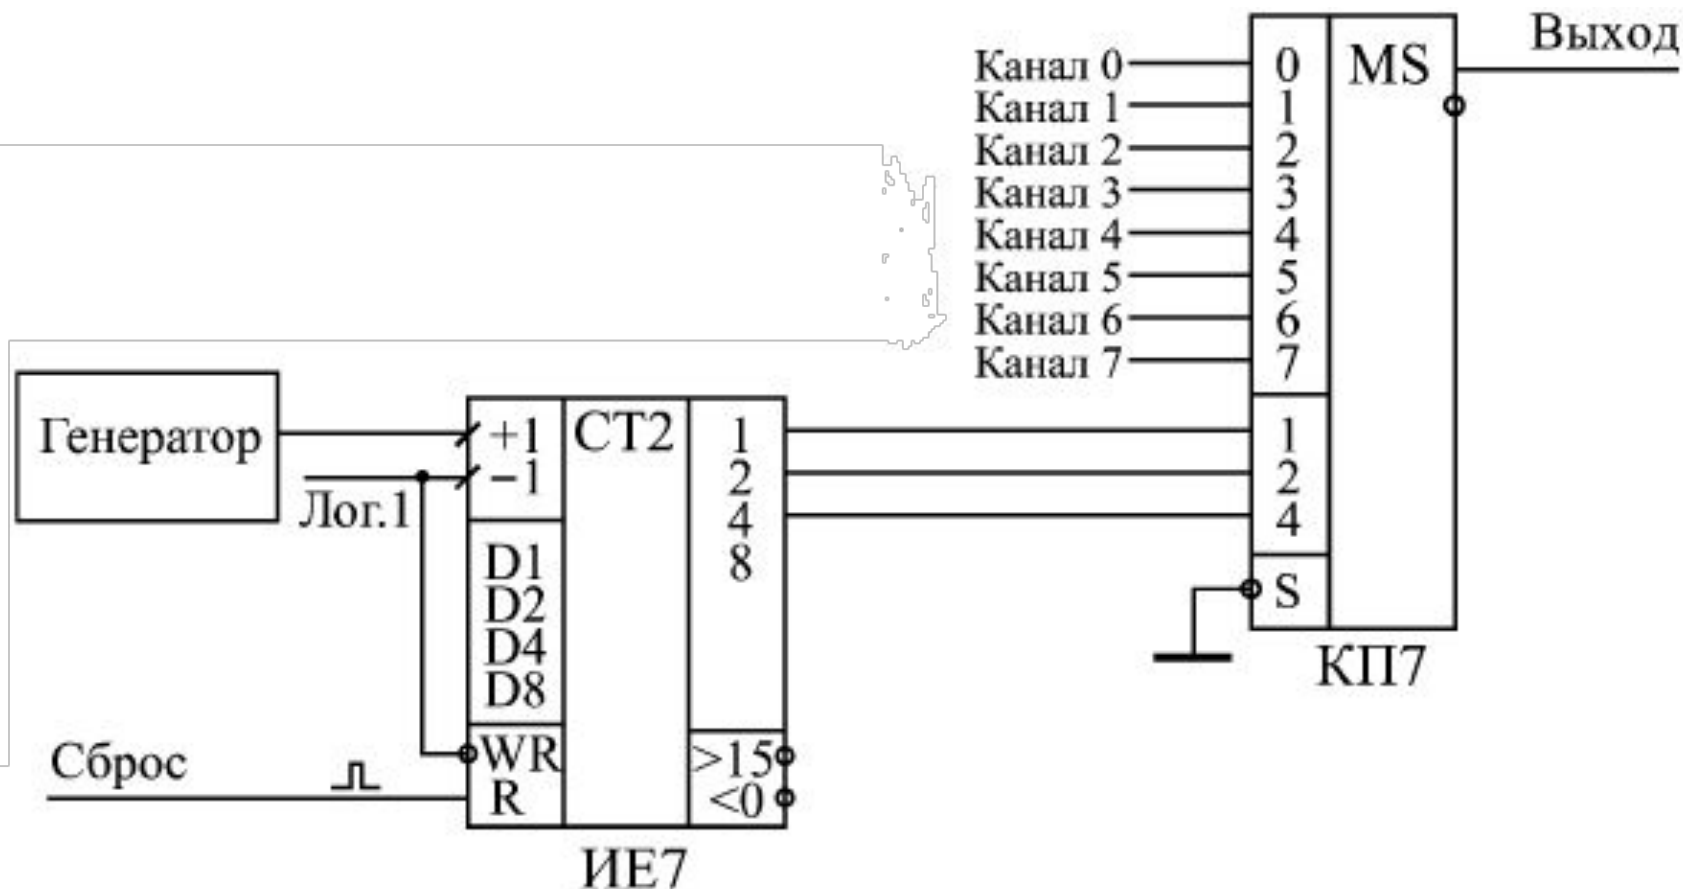 Выход
Канал 0
Канал 1
Канал 2
Канал 3
Канал 4
Канал 5
Канал 6
Канал 7
0
1
2
3
4
5
6
7
MS
1
2
4
S
КП7
Генератор
Лог.1
+1
−1
CT2
1
2
4
8
D1
D2
D4
D8
WR
R
>15
<0
Сброс
ИЕ7